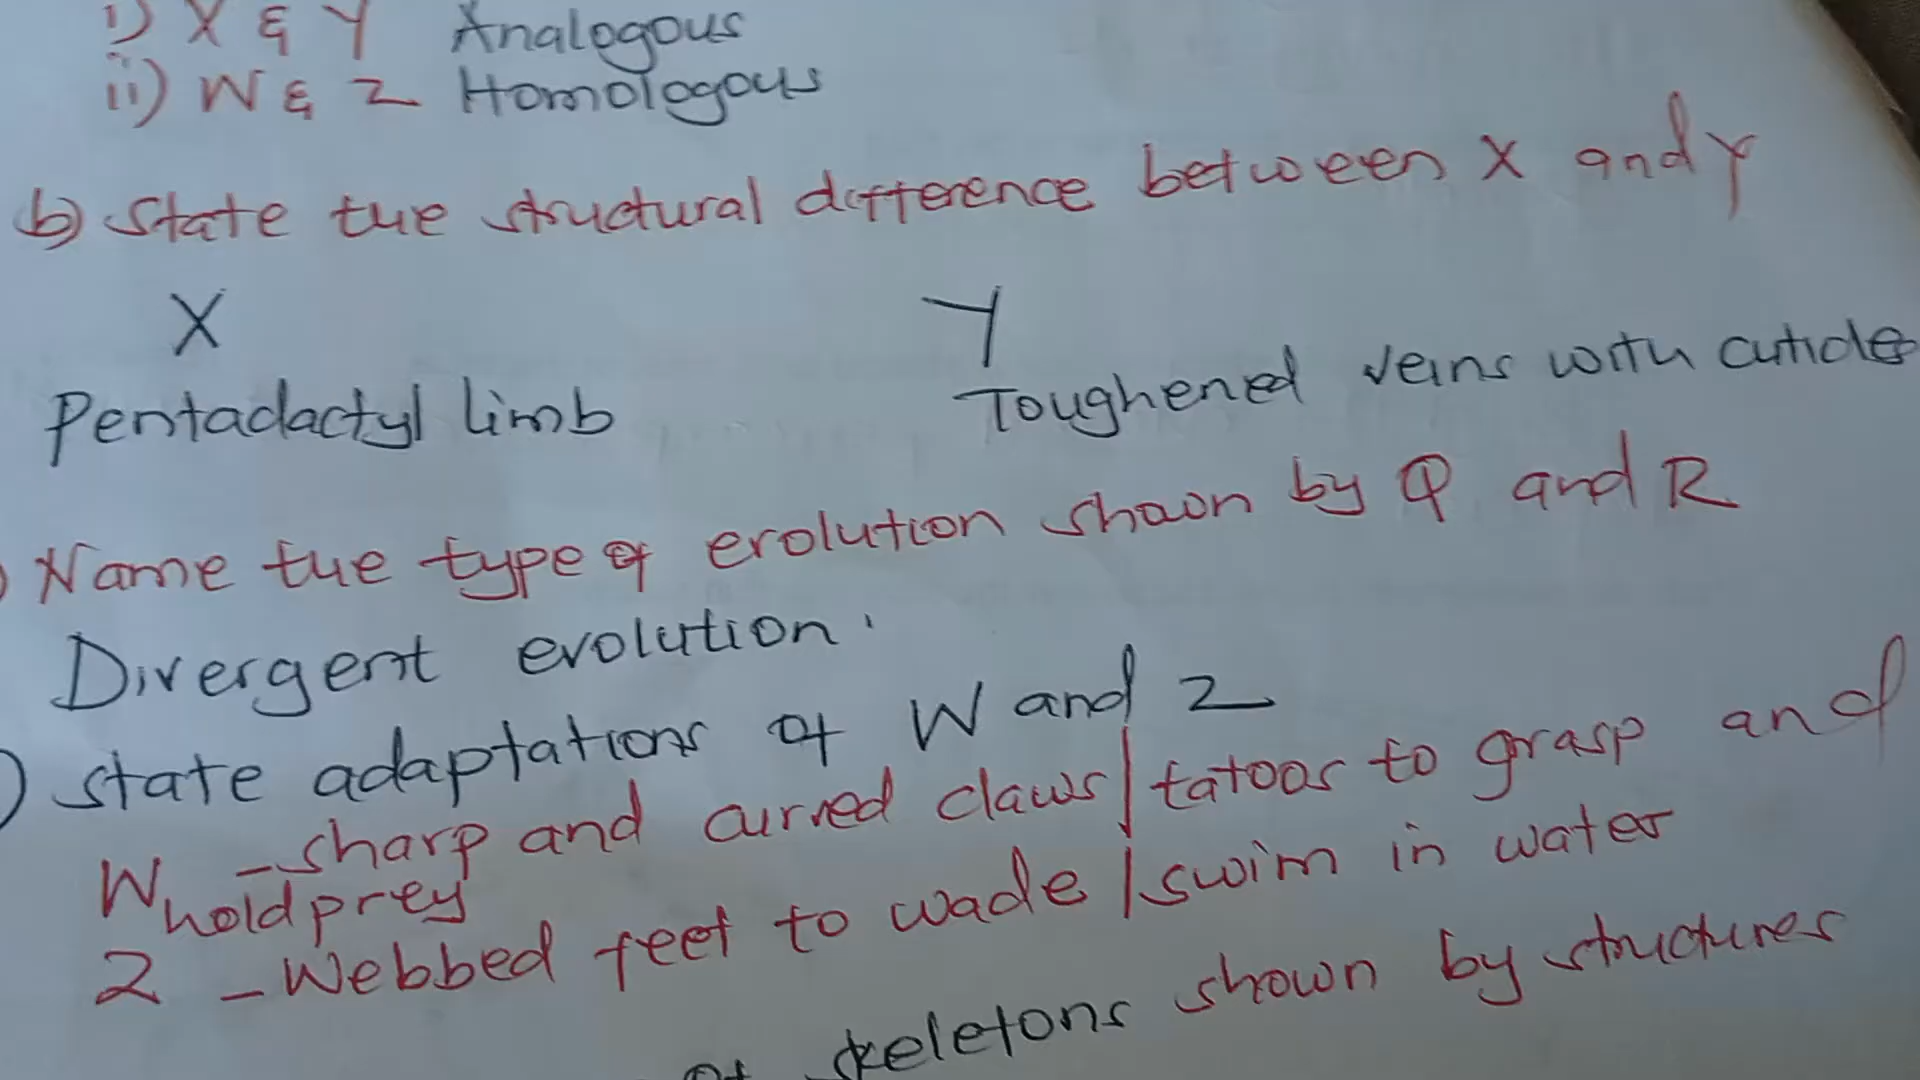 i) X & Y Analogous
ii) W & Z Homologous
b) State the structural difference between X and Y
X Y
Pentadactyl limb Toughened veins with cuticle
Name the type of evolution shown by Q and R
Divergent evolution.
) State adaptations of W and Z
W - sharp and curved claws / tatoos to grasp and
hold prey
Z - Webbed feet to wade / swim in water
of skeletons shown by structures